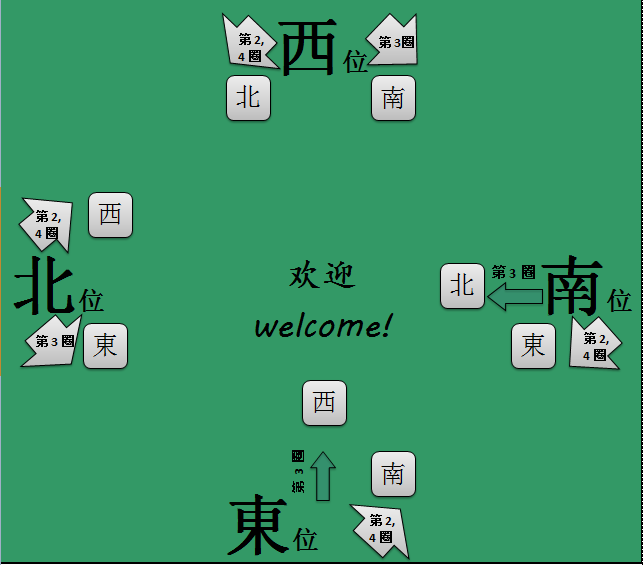 第2,
4 圈
西位
第3圈
北
南
第2,
4 圈
西
北位
第3 圈
東
欢迎
welcome!
北
第3 圈
南位
東
第2,
4 圈
西
第3 圈
南
東位
第2,
4 圈